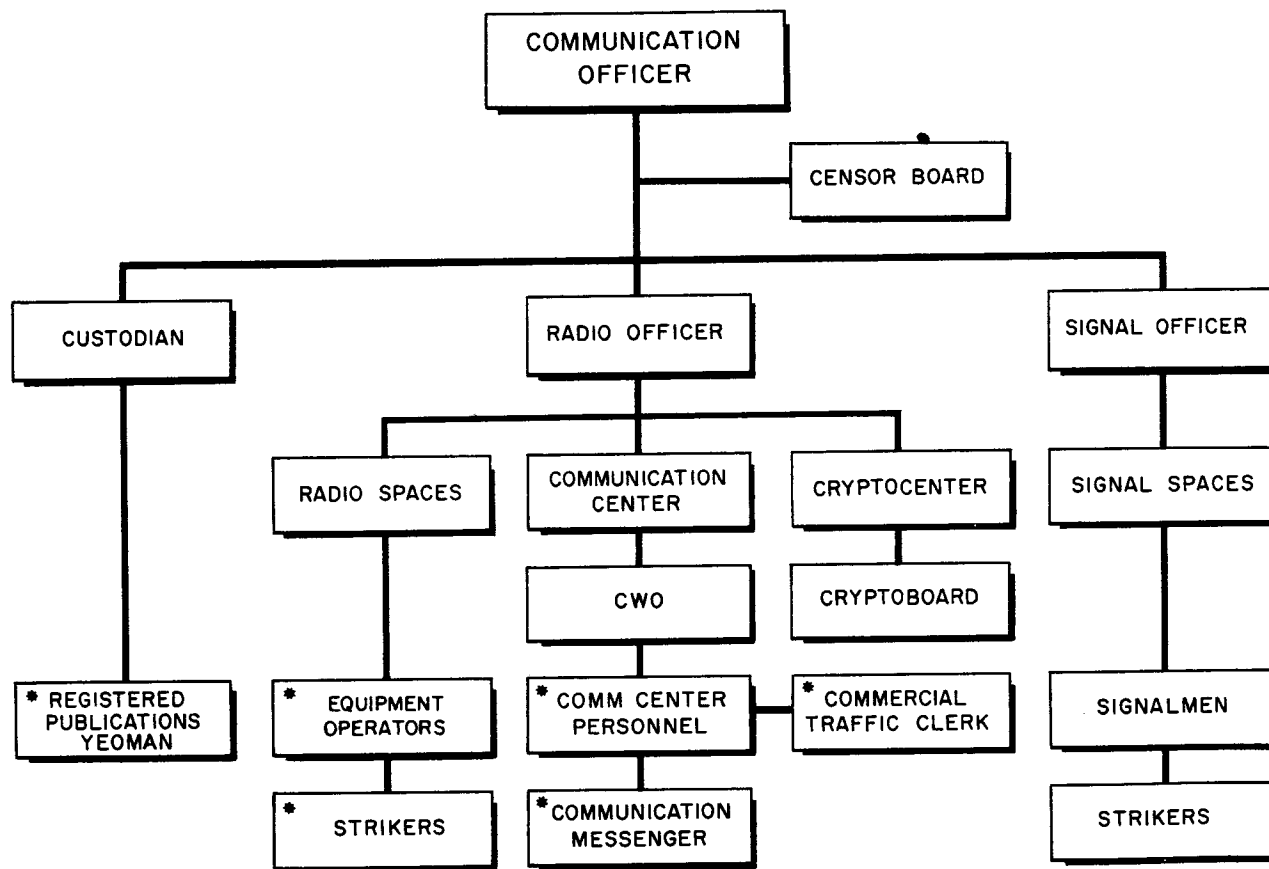 COMMUNICATION
OFFICER
CENSOR BOARD
CUSTODIAN
RADIO OFFICER
SIGNAL OFFICER
RADIO SPACES
COMMUNICATION
CENTER
CRYPTOCENTER
SIGNAL SPACES
CWO
CRYPTOBOARD
* REGISTERED
PUBLICATIONS
YEOMAN
* EQUIPMENT
OPERATORS
* COMM CENTER
PERSONNEL
* COMMERCIAL
TRAFFIC CLERK
SIGNALMEN
* STRIKERS
* COMMUNICATION
MESSENGER
STRIKERS